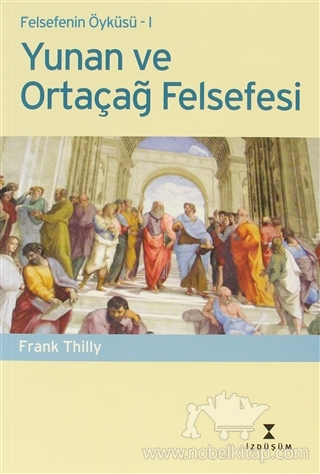 Felsefenin Öyküsü - I
Yunan ve
Ortaçağ Felsefesi
Frank Thilly
İZDÜŞÜM
www.nobelkitap.com